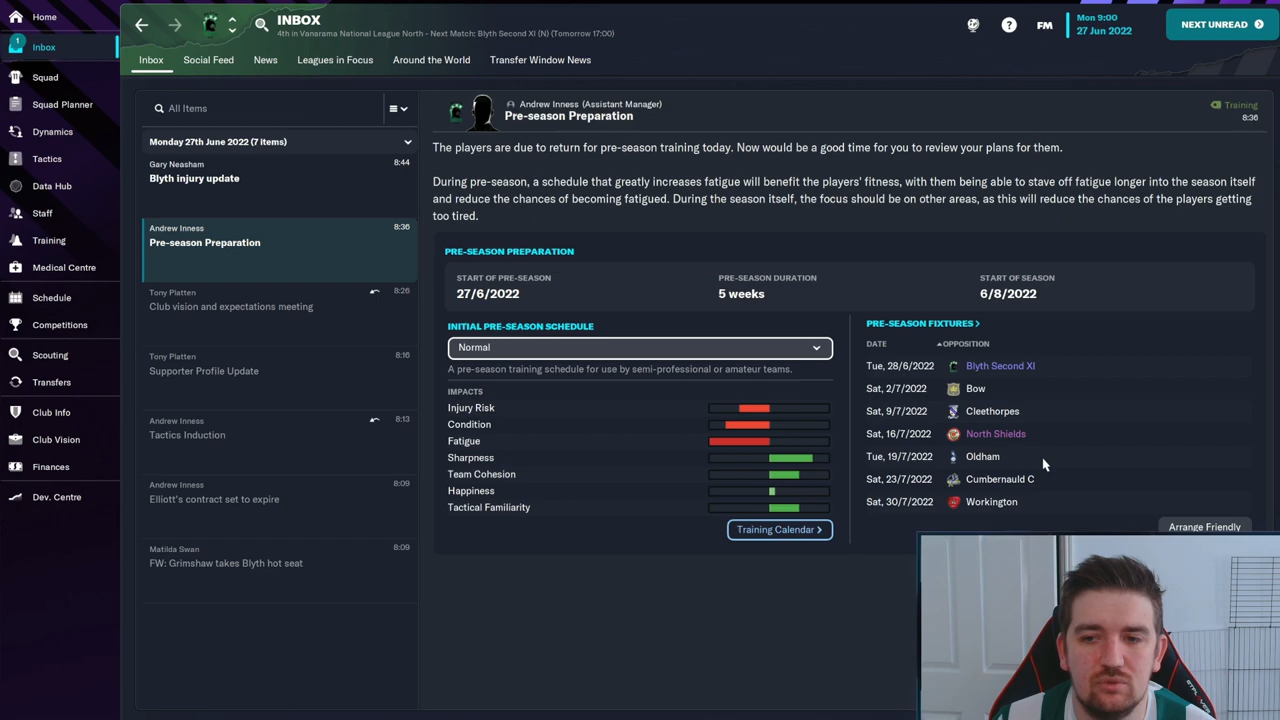 Home
1
Inbox
Squad
Squad Planner
Dynamics
Tactics
Data Hub
Staff
Training
Medical Centre
Schedule
Competitions
Scouting
Transfers
Club Info
Club Vision
Finances
Dev. Centre
INBOX
4th in Vanarama National League North - Next Match: Blyth Second XI (N) (Tomorrow 17:00)
?
FM
Mon 9:00
27 Jun 2022
NEXT UNREAD
Inbox Social Feed News Leagues in Focus Around the World Transfer Window News
All Items
Monday 27th June 2022 (7 items)
Gary Neasham 8:44
Blyth injury update
Andrew Inness 8:36
Pre-season Preparation
Tony Platten 8:26
Club vision and expectations meeting
Tony Platten 8:16
Supporter Profile Update
Andrew Inness 8:13
Tactics Induction
Andrew Inness 8:09
Elliott's contract set to expire
Matilda Swan 8:09
FW: Grimshaw takes Blyth hot seat
Andrew Inness (Assistant Manager)
Pre-season Preparation
Training
8:36
The players are due to return for pre-season training today. Now would be a good time for you to review your plans for them.
During pre-season, a schedule that greatly increases fatigue will benefit the players' fitness, with them being able to stave off fatigue longer into the season itself
and reduce the chances of becoming fatigued. During the season itself, the focus should be on other areas, as this will reduce the chances of the players getting
too tired.
PRE-SEASON PREPARATION
START OF PRE-SEASON PRE-SEASON DURATION START OF SEASON
27/6/2022 5 weeks 6/8/2022
INITIAL PRE-SEASON SCHEDULE
Normal
A pre-season training schedule for use by semi-professional or amateur teams.
IMPACTS
Injury Risk
Condition
Fatigue
Sharpness
Team Cohesion
Happiness
Tactical Familiarity
Training Calendar >
PRE-SEASON FIXTURES >
DATE OPPOSITION
Tue, 28/6/2022 Blyth Second XI
Sat, 2/7/2022 Bow
Sat, 9/7/2022 Cleethorpes
Sat, 16/7/2022 North Shields
Tue, 19/7/2022 Oldham
Sat, 23/7/2022 Cumbernauld C
Sat, 30/7/2022 Workington
Arrange Friendly